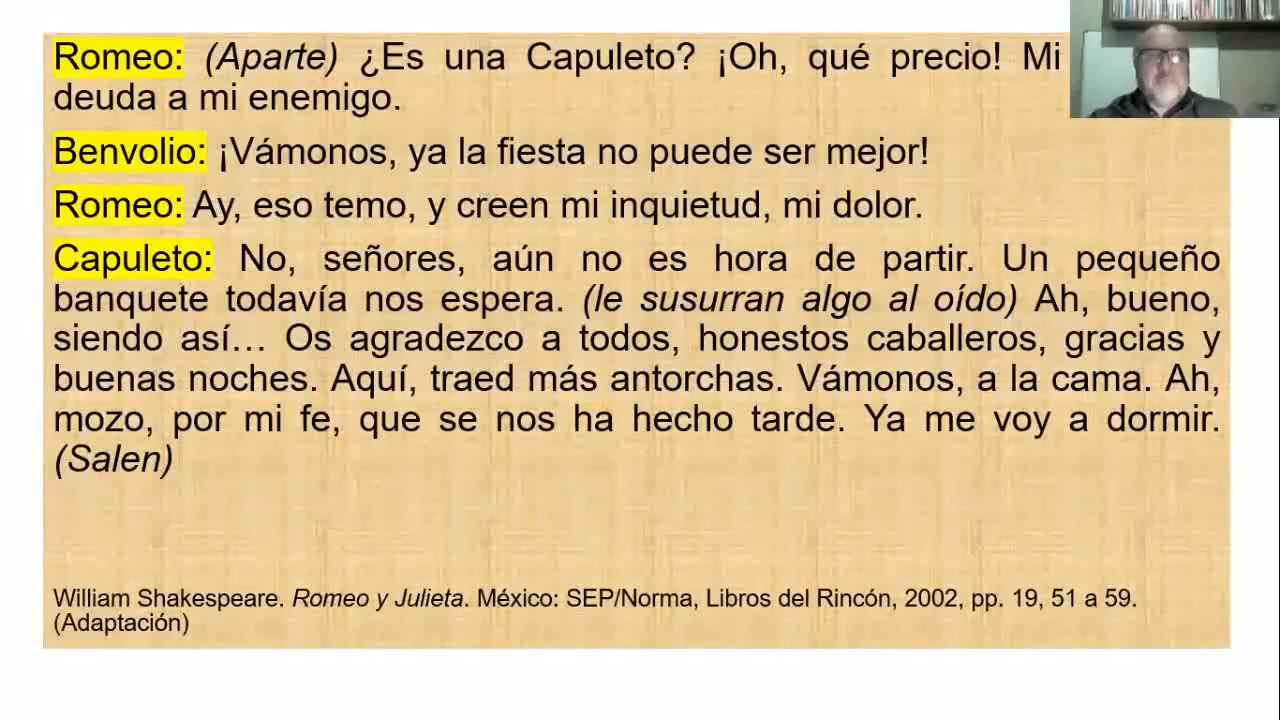 Romeo: (Aparte) ¿Es una Capuleto? ¡Oh, qué precio! Mi
deuda a mi enemigo.
Benvolio: ¡Vámonos, ya la fiesta no puede ser mejor!
Romeo: Ay, eso temo, y creen mi inquietud, mi dolor.
Capuleto: No, señores, aún no es hora de partir. Un pequeño
banquete todavía nos espera. (le susurran algo al oído) Ah, bueno,
siendo así… Os agradezco a todos, honestos caballeros, gracias y
buenas noches. Aquí, traed más antorchas. Vámonos, a la cama. Ah,
mozo, por mi fe, que se nos ha hecho tarde. Ya me voy a dormir.
(Salen)
William Shakespeare. Romeo y Julieta. México: SEP/Norma, Libros del Rincón, 2002, pp. 19, 51 a 59.
(Adaptación)